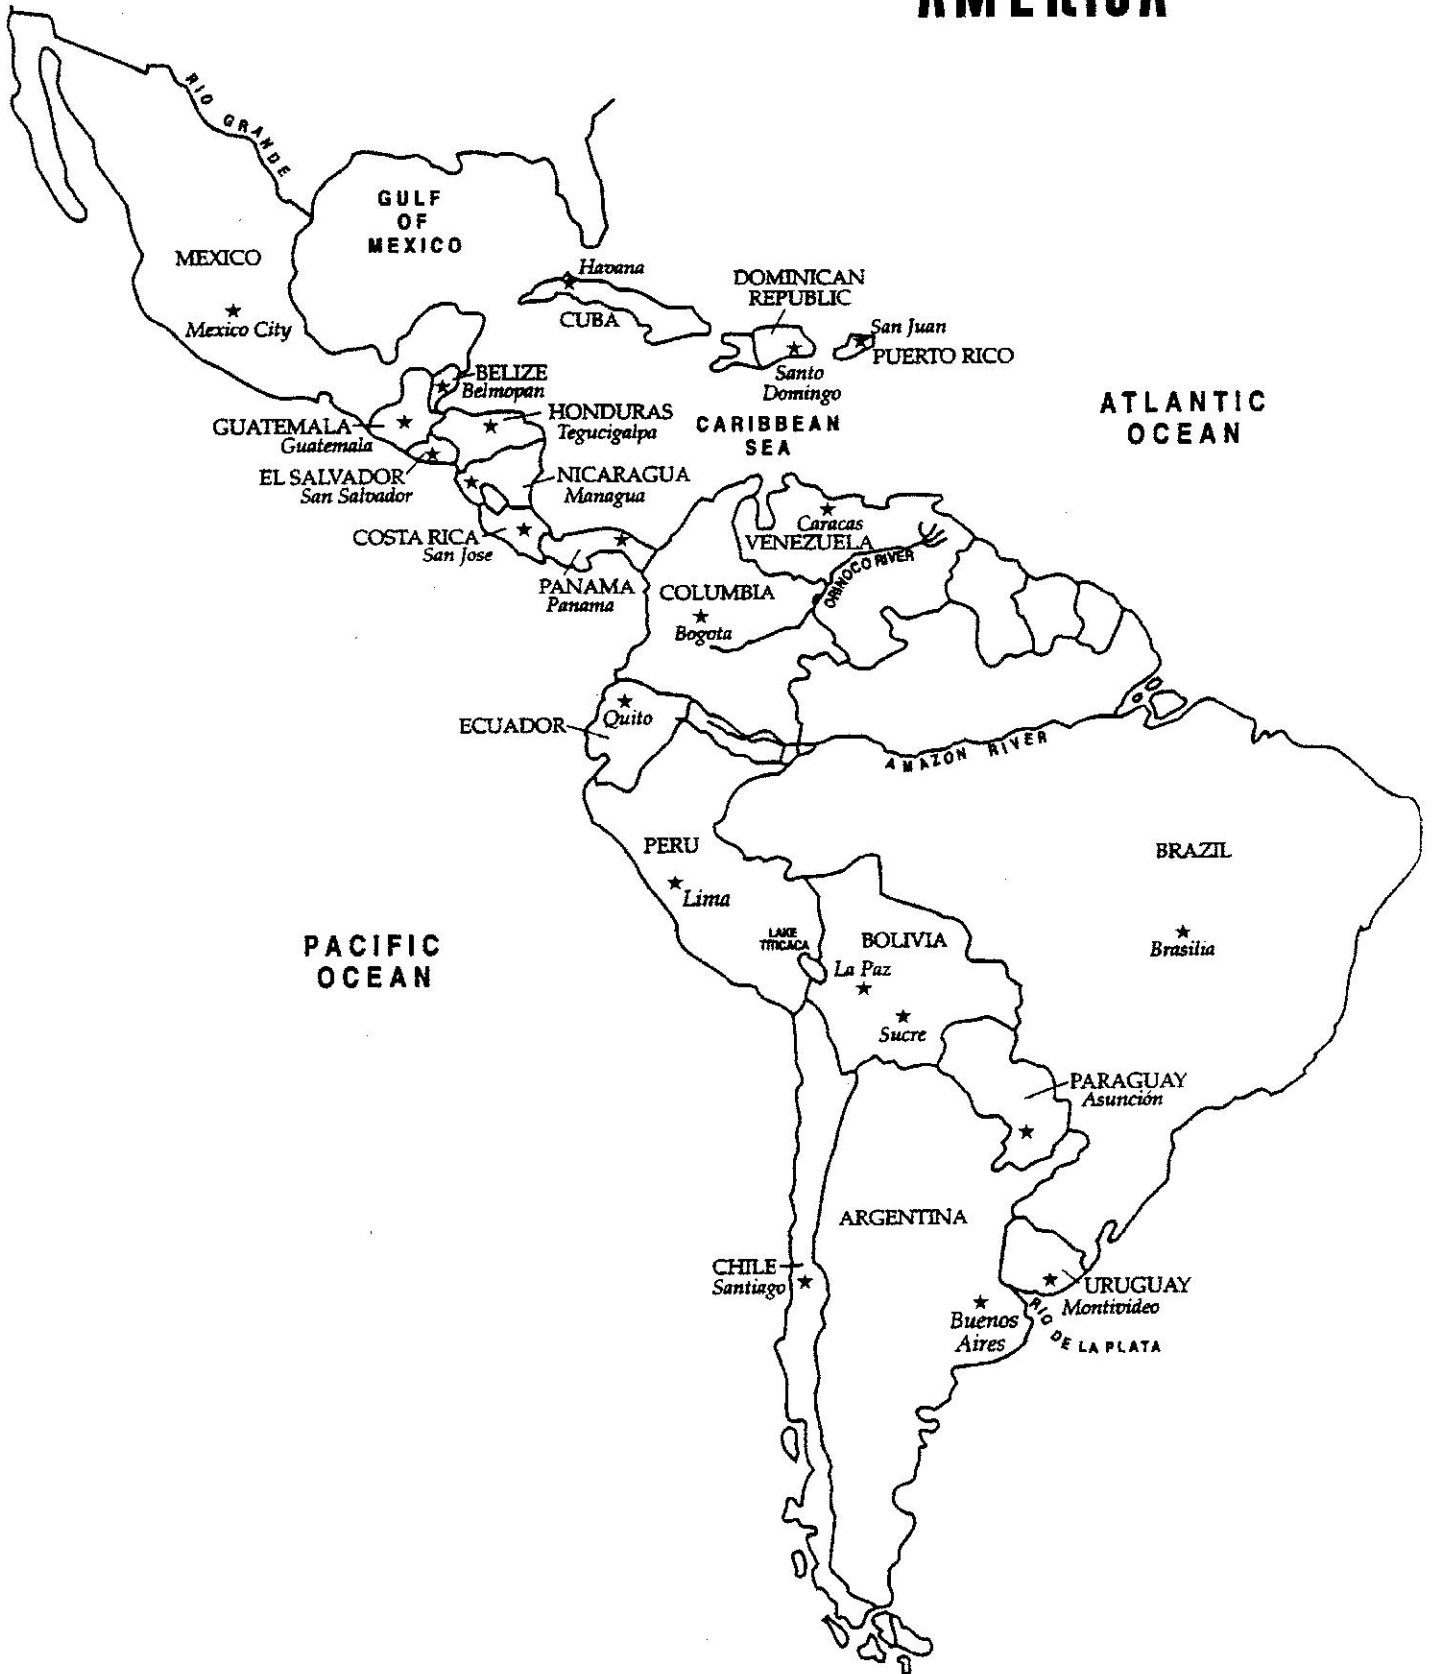 AMERICA
RIO GRANDE
GULF
OF
MEXICO
MEXICO
Mexico City
Havana
CUBA
DOMINICAN
REPUBLIC
Santo
Domingo
San Juan
PUERTO RICO
BELIZE
Belmopan
GUATEMALA
Guatemala
HONDURAS
Tegucigalpa
EL SALVADOR
San Salvador
NICARAGUA
Managua
COSTA RICA
San Jose
PANAMA
Panama
CARIBBEAN
SEA
ATLANTIC
OCEAN
Caracas
VENEZUELA
ORINOCO RIVER
COLUMBIA
Bogota
ECUADOR
Quito
AMAZON RIVER
PERU
Lima
BRAZIL
Brasilia
PACIFIC
OCEAN
LAKE
TITICACA
BOLIVIA
La Paz
Sucre
PARAGUAY
Asunción
ARGENTINA
CHILE
Santiago
URUGUAY
Montivideo
Buenos
Aires
RIO DE LA PLATA